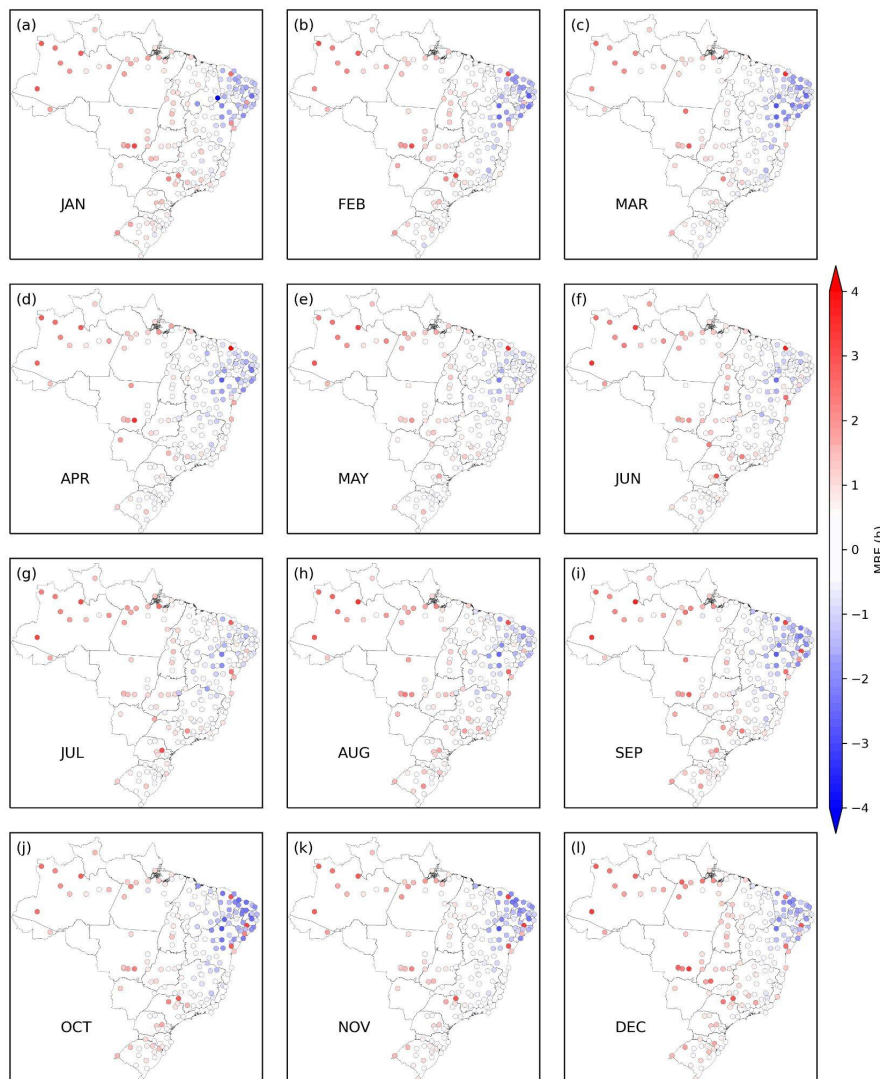 (a)
(b)
(c)
JAN
FEB
MAR
(d)
(e)
(f)
APR
MAY
JUN
(g)
(h)
(i)
JUL
AUG
SEP
(j)
(k)
(l)
OCT
NOV
DEC
4
3
2
1
0
−1
−2
−3
−4
MBE (h)